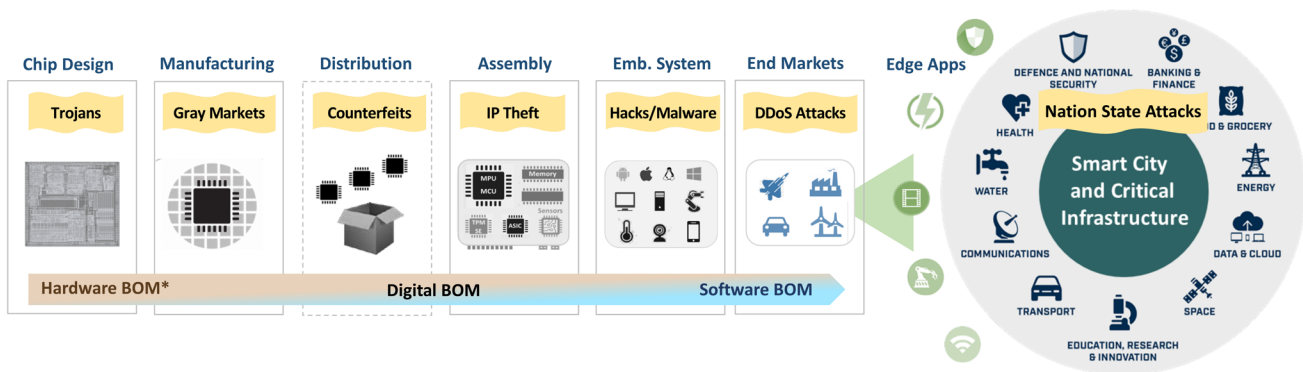 Chip Design
Manufacturing
Distribution
Assembly
Emb. System
End Markets
Edge Apps
Trojans
Gray Markets
Counterfeits
IP Theft
Hacks/Malware
DDoS Attacks
Nation State Attacks
MPU
MCU
Memory
Sensors
TPM
SE
ASIC
Hardware BOM*
Digital BOM
Software BOM
DEFENCE AND NATIONAL
SECURITY
BANKING &
FINANCE
HEALTH
D & GROCERY
WATER
ENERGY
Smart City
and Critical
Infrastructure
COMMUNICATIONS
DATA & CLOUD
TRANSPORT
SPACE
EDUCATION, RESEARCH
& INNOVATION